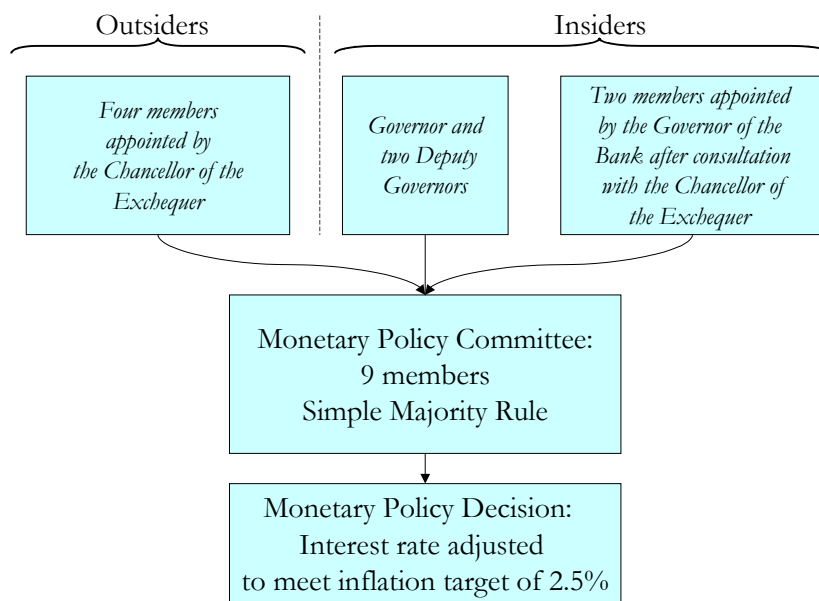 Outsiders
Insiders
Four members
appointed by
the Chancellor of the
Exchequer
Governor and
two Deputy
Governors
Two members appointed
by the Governor of the
Bank after consultation
with the Chancellor of
the Exchequer
Monetary Policy Committee:
9 members
Simple Majority Rule
Monetary Policy Decision:
Interest rate adjusted
to meet inflation target of 2.5%